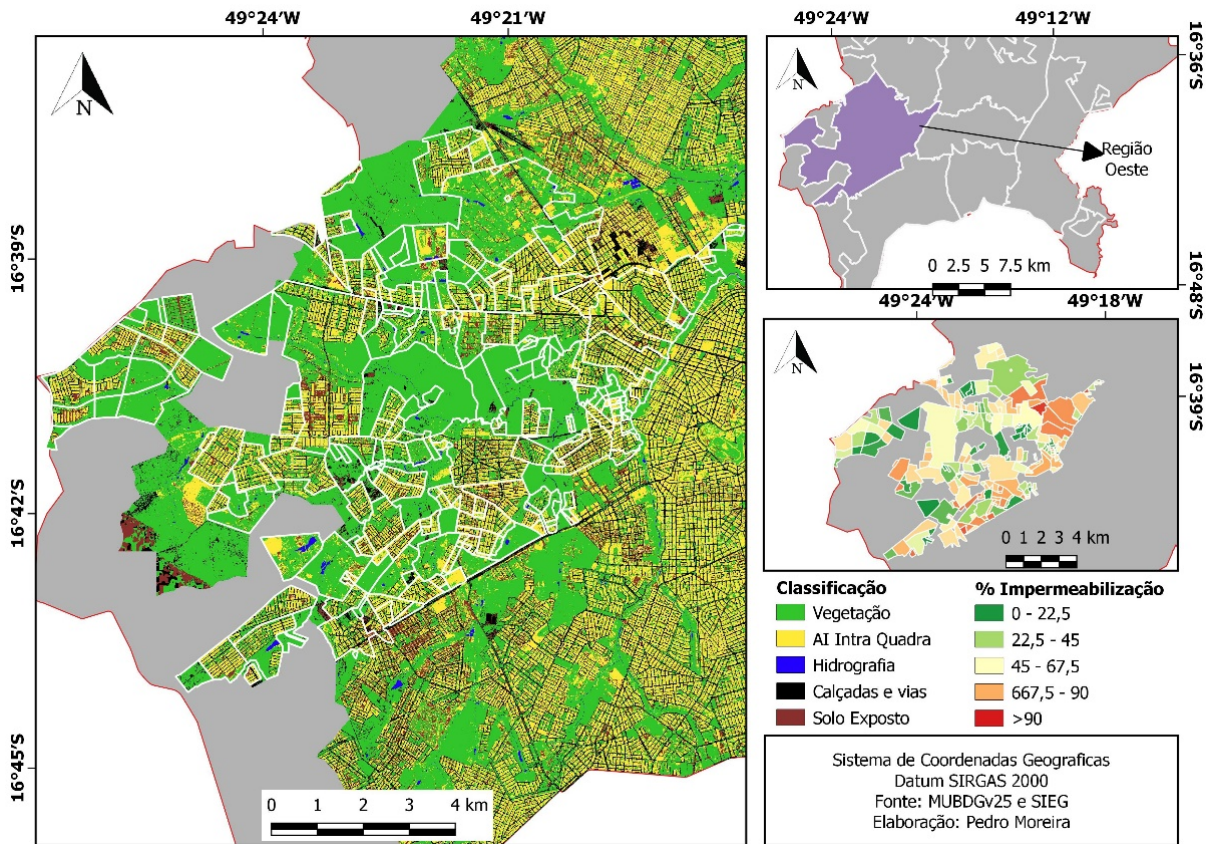 49°24'W 49°21'W
N
16°39'S
16°42'S
16°45'S
0 1 2 3 4 km
49°24'W 49°12'W
N
16°36'S
Região
Oeste
0 2.5 5 7.5 km
16°48'S
49°24'W 49°18'W
N
16°39'S
0 1 2 3 4 km
Classificação
Vegetação
AI Intra Quadra
Hidrografia
Calçadas e vias
Solo Exposto
% Impermeabilização
0 - 22,5
22,5 - 45
45 - 67,5
667,5 - 90
>90
Sistema de Coordenadas Geograficas
Datum SIRGAS 2000
Fonte: MUBDGv25 e SIEG
Elaboração: Pedro Moreira